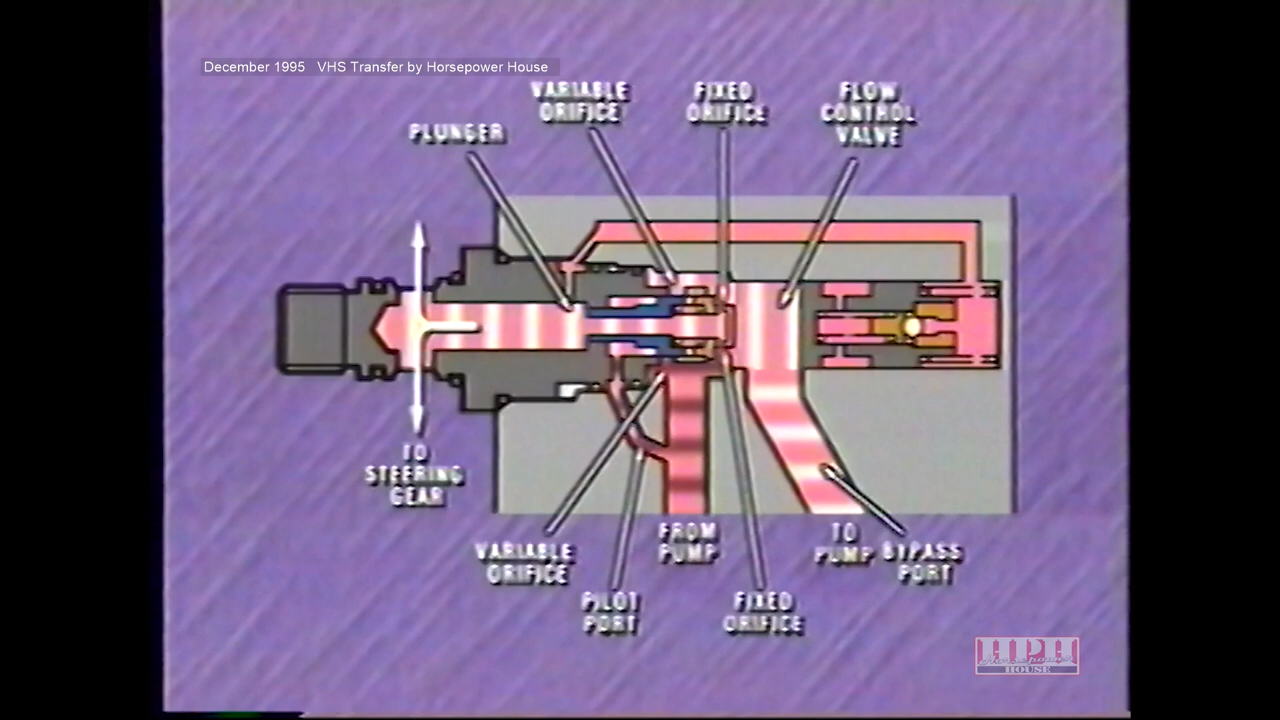 December 1995   VHS Transfer by Horsepower House
VARIABLE
ORIFICE
FIXED
ORIFICE
FLOW
CONTROL
VALVE
PLUNGER
TO
STEERING
GEAR
VARIABLE
ORIFICE
PILOT
PORT
FROM
PUMP
FIXED
ORIFICE
TO
PUMP
BYPASS
PORT
HPH
Horsepower
HOUSE